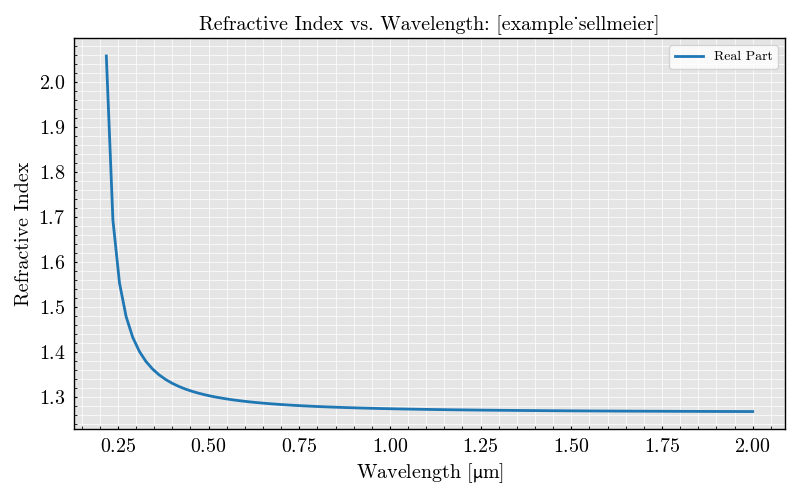 Refractive Index vs. Wavelength: [example˙sellmeier]
Real Part
Refractive Index
2.0
1.9
1.8
1.7
1.6
1.5
1.4
1.3
0.25 0.50 0.75 1.00 1.25 1.50 1.75 2.00
Wavelength [µm]